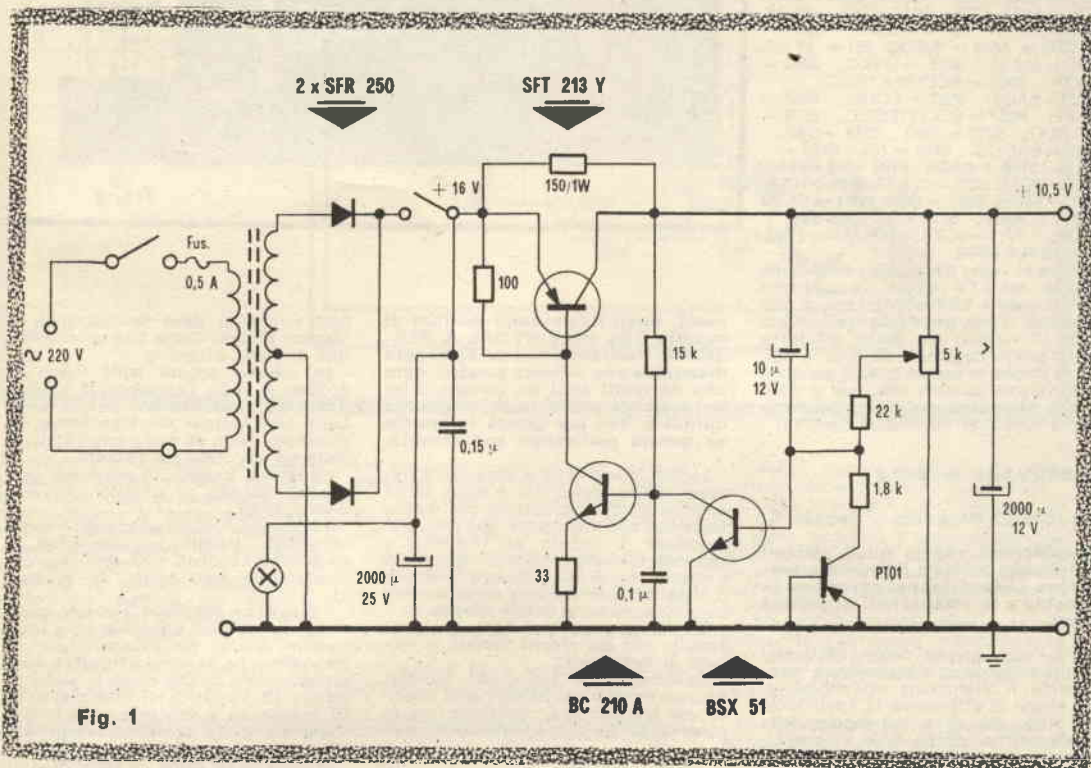 2 x SFR 250
SFT 213 Y
150/1W
+ 16 V
+ 10,5 V
Fus.
0,5 A
100
∿ 220 V
15 k
5 k
10 µ
12 V
22 k
0,15 µ
1,8 k
2000 µ
12 V
2000 µ
25 V
33
0,1 µ
PT01
BC 210 A
BSX 51
Fig. 1